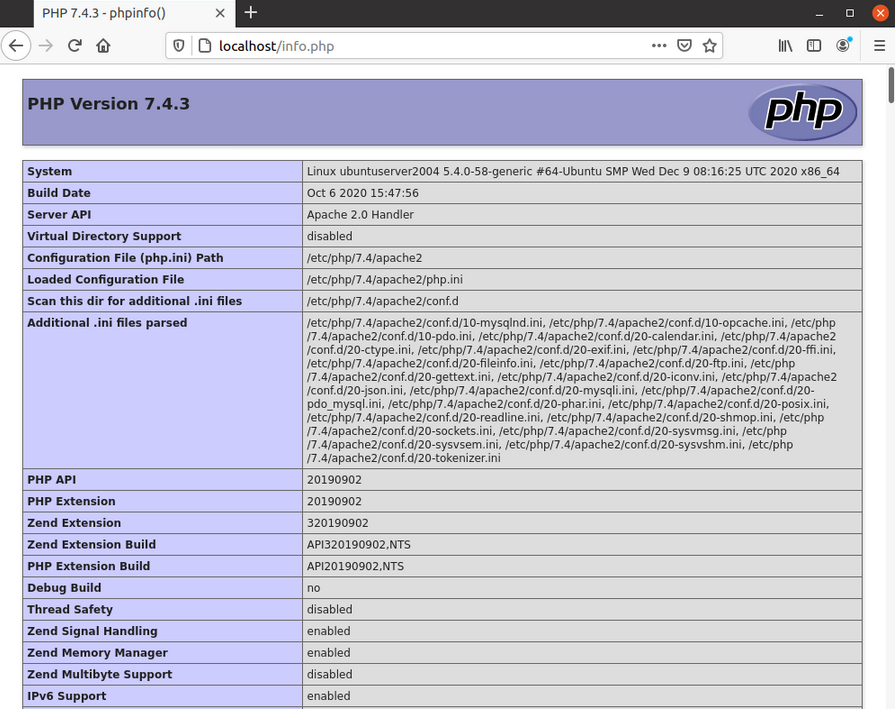 PHP 7.4.3 - phpinfo()
localhost/info.php
PHP Version 7.4.3
php
System Linux ubuntuserver2004 5.4.0-58-generic #64-Ubuntu SMP Wed Dec 9 08:16:25 UTC 2020 x86_64
Build Date Oct 6 2020 15:47:56
Server API Apache 2.0 Handler
Virtual Directory Support disabled
Configuration File (php.ini) Path /etc/php/7.4/apache2
Loaded Configuration File /etc/php/7.4/apache2/php.ini
Scan this dir for additional .ini files /etc/php/7.4/apache2/conf.d
Additional .ini files parsed /etc/php/7.4/apache2/conf.d/10-mysqlnd.ini, /etc/php/7.4/apache2/conf.d/10-opcache.ini, /etc/php
/7.4/apache2/conf.d/10-pdo.ini, /etc/php/7.4/apache2/conf.d/20-calendar.ini, /etc/php/7.4/apache2
/conf.d/20-ctype.ini, /etc/php/7.4/apache2/conf.d/20-exif.ini, /etc/php/7.4/apache2/conf.d/20-ffi.ini,
/etc/php/7.4/apache2/conf.d/20-fileinfo.ini, /etc/php/7.4/apache2/conf.d/20-ftp.ini, /etc/php
/7.4/apache2/conf.d/20-gettext.ini, /etc/php/7.4/apache2/conf.d/20-iconv.ini, /etc/php/7.4/apache2
/conf.d/20-json.ini, /etc/php/7.4/apache2/conf.d/20-mysqli.ini, /etc/php/7.4/apache2/conf.d/20-
pdo_mysql.ini, /etc/php/7.4/apache2/conf.d/20-phar.ini, /etc/php/7.4/apache2/conf.d/20-posix.ini,
/etc/php/7.4/apache2/conf.d/20-readline.ini, /etc/php/7.4/apache2/conf.d/20-shmop.ini, /etc/php
/7.4/apache2/conf.d/20-sockets.ini, /etc/php/7.4/apache2/conf.d/20-sysvmsg.ini, /etc/php
/7.4/apache2/conf.d/20-sysvsem.ini, /etc/php/7.4/apache2/conf.d/20-sysvshm.ini, /etc/php
/7.4/apache2/conf.d/20-tokenizer.ini
PHP API 20190902
PHP Extension 20190902
Zend Extension 320190902
Zend Extension Build API320190902,NTS
PHP Extension Build API20190902,NTS
Debug Build no
Thread Safety disabled
Zend Signal Handling enabled
Zend Memory Manager enabled
Zend Multibyte Support disabled
IPv6 Support enabled